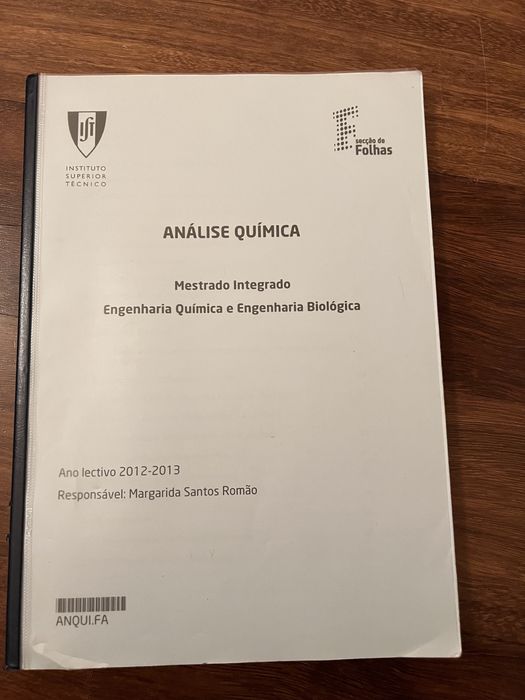 iſt
INSTITUTO
SUPERIOR
TÉCNICO
secção de
Folhas
ANÁLISE QUÍMICA
Mestrado Integrado
Engenharia Química e Engenharia Biológica
Ano lectivo 2012-2013
Responsável: Margarida Santos Romão
ANQUI.FA